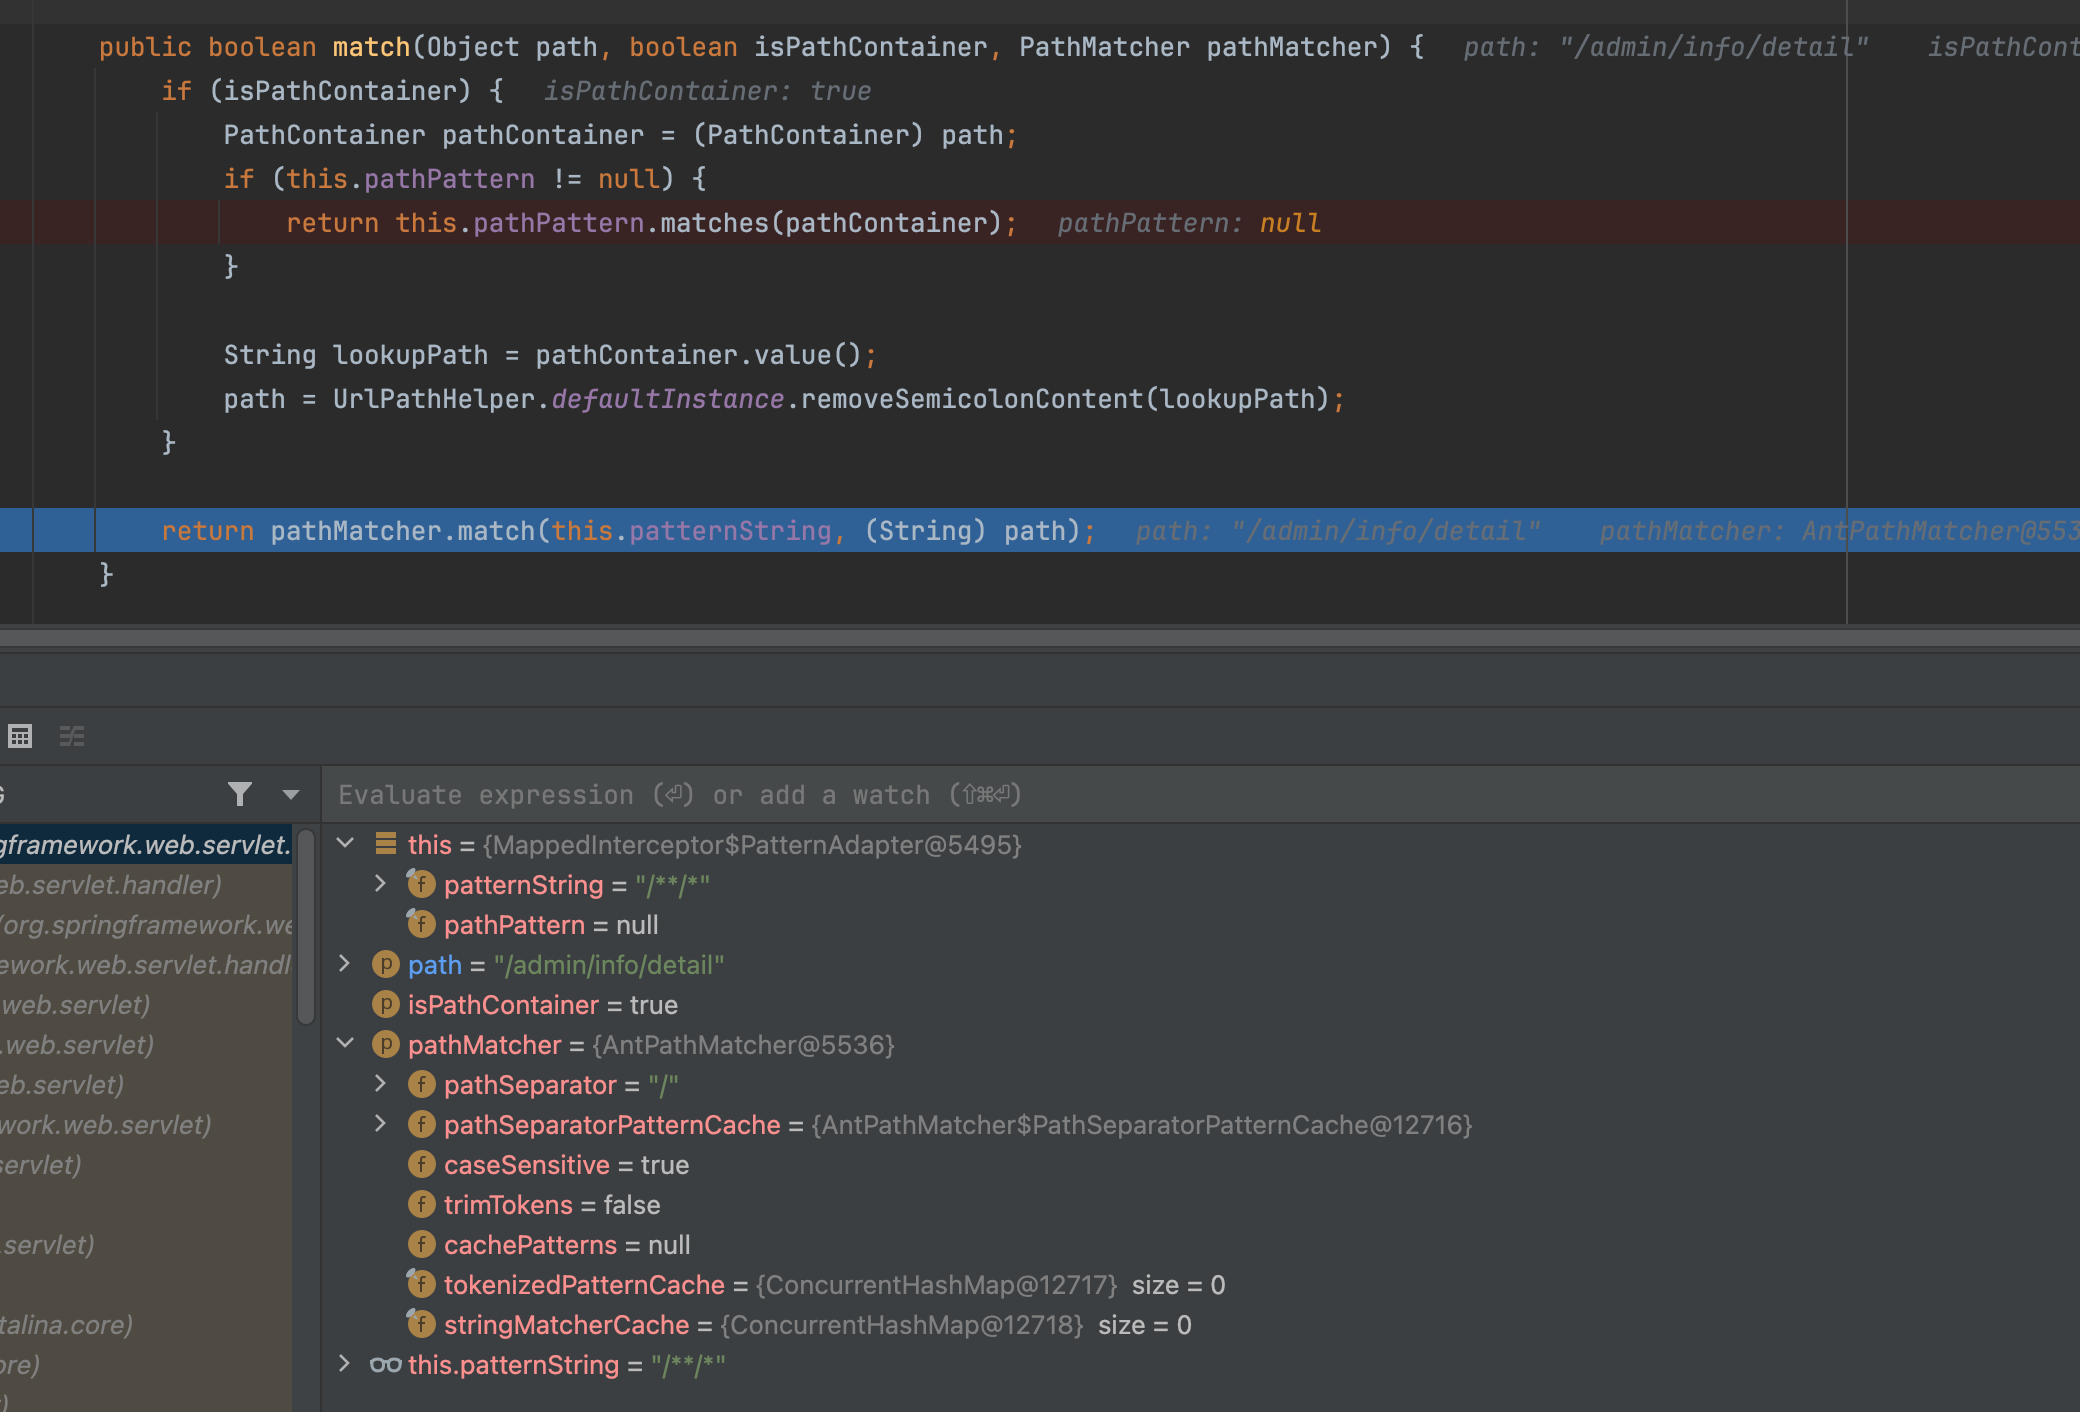 public boolean match(Object path, boolean isPathContainer, PathMatcher pathMatcher) { path: "/admin/info/detail" isPathCont
if (isPathContainer) { isPathContainer: true
PathContainer pathContainer = (PathContainer) path;
if (this.pathPattern != null) {
return this.pathPattern.matches(pathContainer); pathPattern: null
}
String lookupPath = pathContainer.value();
path = UrlPathHelper.defaultInstance.removeSemicolonContent(lookupPath);
}
return pathMatcher.match(this.patternString, (String) path); path: "/admin/info/detail" pathMatcher: AntPathMatcher@553
}
Evaluate expression (⏎) or add a watch (⇧⌘⏎)
gframework.web.servlet.
eb.servlet.handler)
(org.springframework.we
ework.web.servlet.handl
web.servlet)
.web.servlet)
eb.servlet)
work.web.servlet)
servlet)
.servlet)
talina.core)
ore)
this = {MappedInterceptor$PatternAdapter@5495}
patternString = "/**/*"
pathPattern = null
path = "/admin/info/detail"
isPathContainer = true
pathMatcher = {AntPathMatcher@5536}
pathSeparator = "/"
pathSeparatorPatternCache = {AntPathMatcher$PathSeparatorPatternCache@12716}
caseSensitive = true
trimTokens = false
cachePatterns = null
tokenizedPatternCache = {ConcurrentHashMap@12717} size = 0
stringMatcherCache = {ConcurrentHashMap@12718} size = 0
this.patternString = "/**/*"